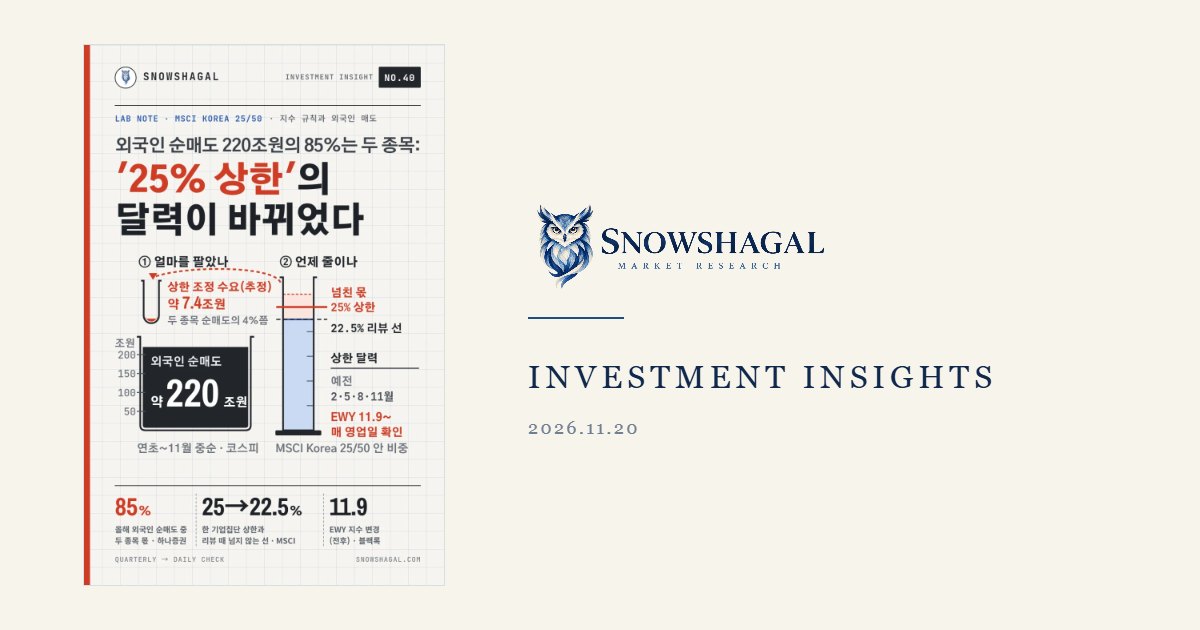 SNOWSHAGAL
INVESTMENT INSIGHT
NO.40
LAB NOTE · MSCI KOREA 25/50 · 지수 규칙과 외국인 매도
외국인 순매도 220조원의 85%는 두 종목:
'25% 상한'의
달력이 바뀌었다
① 얼마를 팔았나
상한 조정 수요(추정)
약 7.4조원
두 종목 순매도의 4%쯤
조원
200
150
100
50
외국인 순매도
약 220 조원
연초~11월 중순 · 코스피
② 언제 줄이나
넘친 몫
25% 상한
22.5% 리뷰 선
상한 달력
예전
2·5·8·11월
EWY 11.9~
매 영업일 확인
MSCI Korea 25/50 안 비중
85%
올해 외국인 순매도 중
두 종목 몫 · 하나증권
25→22.5%
한 기업집단 상한과
리뷰 때 넘지 않는 선 · MSCI
11.9
EWY 지수 변경
(전후) · 블랙록
QUARTERLY → DAILY CHECK
SNOWSHAGAL.COM
SNOWSHAGAL
MARKET RESEARCH
INVESTMENT INSIGHTS
2026.11.20